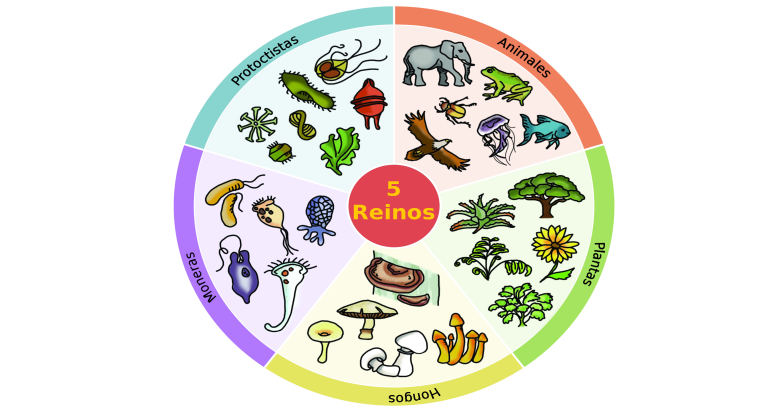 Protoctistas
Animales
5
Reinos
Moneras
Plantas
Hongos